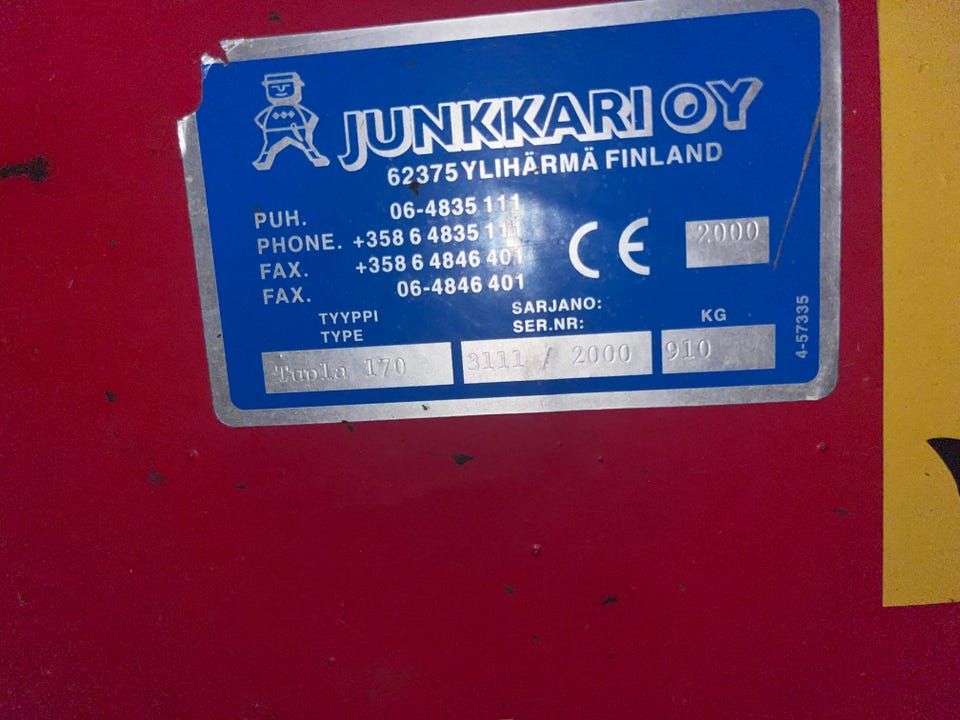 JUNKKARI OY
62375 YLIHÄRMÄ FINLAND
PUH. 06-4835 111
PHONE. +358 6 4835 111
FAX. +358 6 4846 401
FAX. 06-4846 401
CE 2000
TYYPPI SARJANO: KG
TYPE SER.NR:
Tupla 170 3111 / 2000 910
4-57335